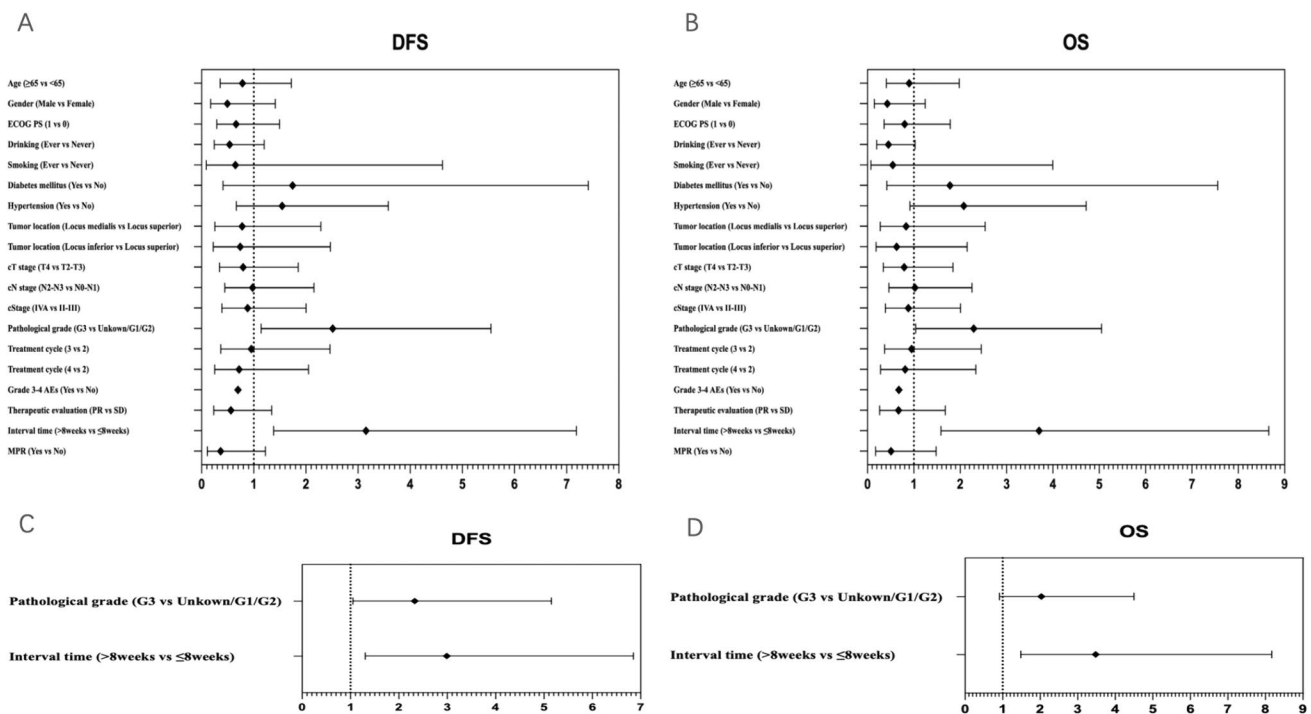 A
DFS
Age (≥65 vs <65)
Gender (Male vs Female)
ECOG PS (1 vs 0)
Drinking (Ever vs Never)
Smoking (Ever vs Never)
Diabetes mellitus (Yes vs No)
Hypertension (Yes vs No)
Tumor location (Locus medialis vs Locus superior)
Tumor location (Locus inferior vs Locus superior)
cT stage (T4 vs T2-T3)
cN stage (N2-N3 vs N0-N1)
cStage (IVA vs II-III)
Pathological grade (G3 vs Unkown/G1/G2)
Treatment cycle (3 vs 2)
Treatment cycle (4 vs 2)
Grade 3-4 AEs (Yes vs No)
Therapeutic evaluation (PR vs SD)
Interval time (>8weeks vs ≤8weeks)
MPR (Yes vs No)
0 1 2 3 4 5 6 7 8
B
OS
Age (≥65 vs <65)
Gender (Male vs Female)
ECOG PS (1 vs 0)
Drinking (Ever vs Never)
Smoking (Ever vs Never)
Diabetes mellitus (Yes vs No)
Hypertension (Yes vs No)
Tumor location (Locus medialis vs Locus superior)
Tumor location (Locus inferior vs Locus superior)
cT stage (T4 vs T2-T3)
cN stage (N2-N3 vs N0-N1)
cStage (IVA vs II-III)
Pathological grade (G3 vs Unkown/G1/G2)
Treatment cycle (3 vs 2)
Treatment cycle (4 vs 2)
Grade 3-4 AEs (Yes vs No)
Therapeutic evaluation (PR vs SD)
Interval time (>8weeks vs ≤8weeks)
MPR (Yes vs No)
0 1 2 3 4 5 6 7 8 9
C
DFS
Pathological grade (G3 vs Unkown/G1/G2)
Interval time (>8weeks vs ≤8weeks)
0 1 2 3 4 5 6 7
D
OS
Pathological grade (G3 vs Unkown/G1/G2)
Interval time (>8weeks vs ≤8weeks)
0 1 2 3 4 5 6 7 8 9